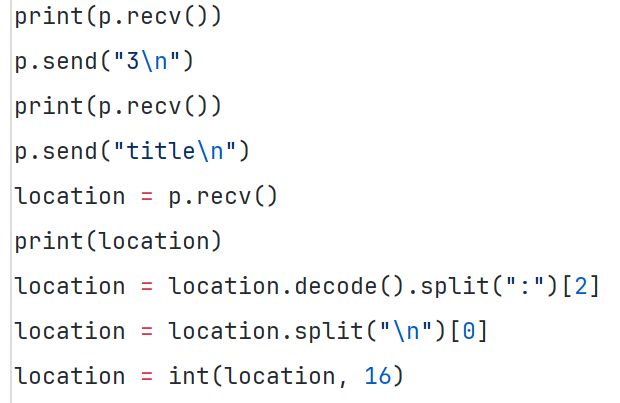 print(p.recv())
p.send("3\n")
print(p.recv())
p.send("title\n")
location = p.recv()
print(location)
location = location.decode().split(":")[2]
location = location.split("\n")[0]
location = int(location, 16)